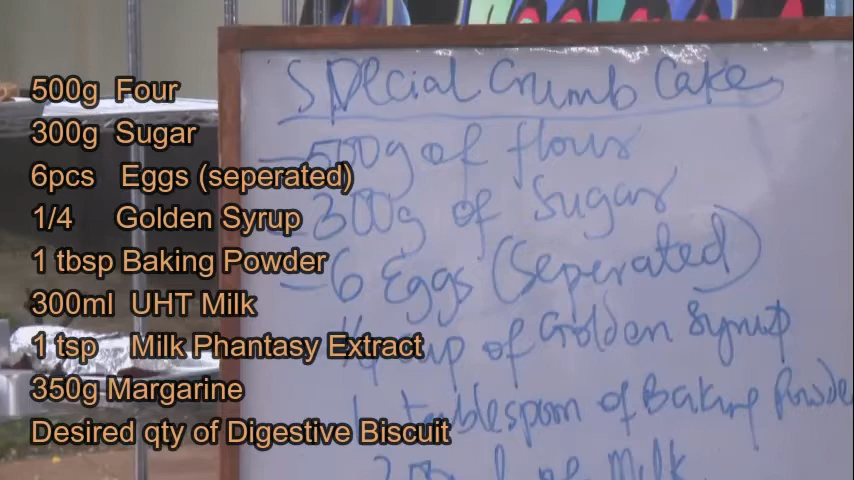 500g Four
300g Sugar
6pcs Eggs (seperated)
1/4 Golden Syrup
1 tbsp Baking Powder
300ml UHT Milk
1 tsp Milk Phantasy Extract
350g Margarine
Desired qty of Digestive Biscuit
Special Crumb Cake
- 500g of flour
- 300g of Sugar
- 6 Eggs (Seperated)
1/4 cup of Golden Syrup
1 tablespoon of Baking Powde
of Milk